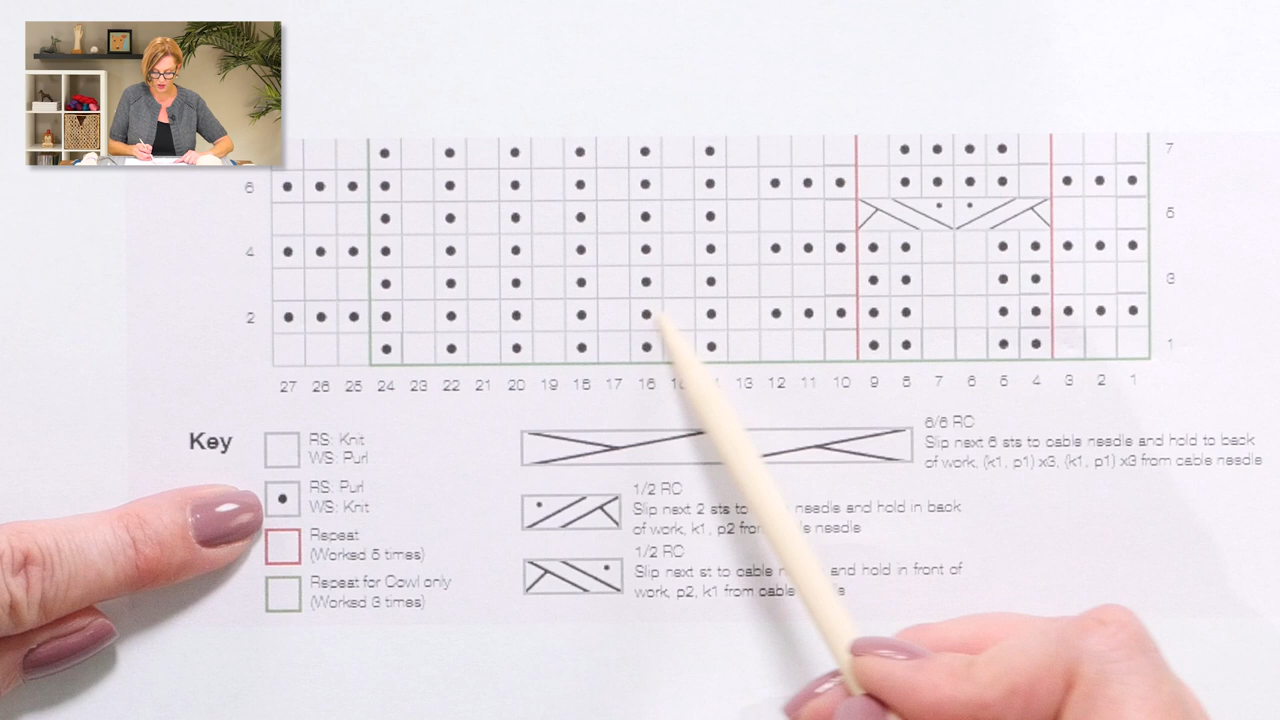 7
6
5
4
3
2
1
27 26 25 24 23 22 21 20 19 18 17 16 13 12 11 10 9 8 7 6 5 4 3 2 1
Key
RS: Knit
WS: Purl
RS: Purl
WS: Knit
Repeat
(Worked 5 times)
Repeat for Cowl only
(Worked 3 times)
6/6 RC
Slip next 6 sts to cable needle and hold to back
of work, (k1, p1) x3, (k1, p1) x3 from cable needle
1/2 RC
Slip next 2 sts to needle and hold in back
of work, k1, p2 needle
1/2 RC
Slip next st to cable and hold in front of
work, p2, k1 from